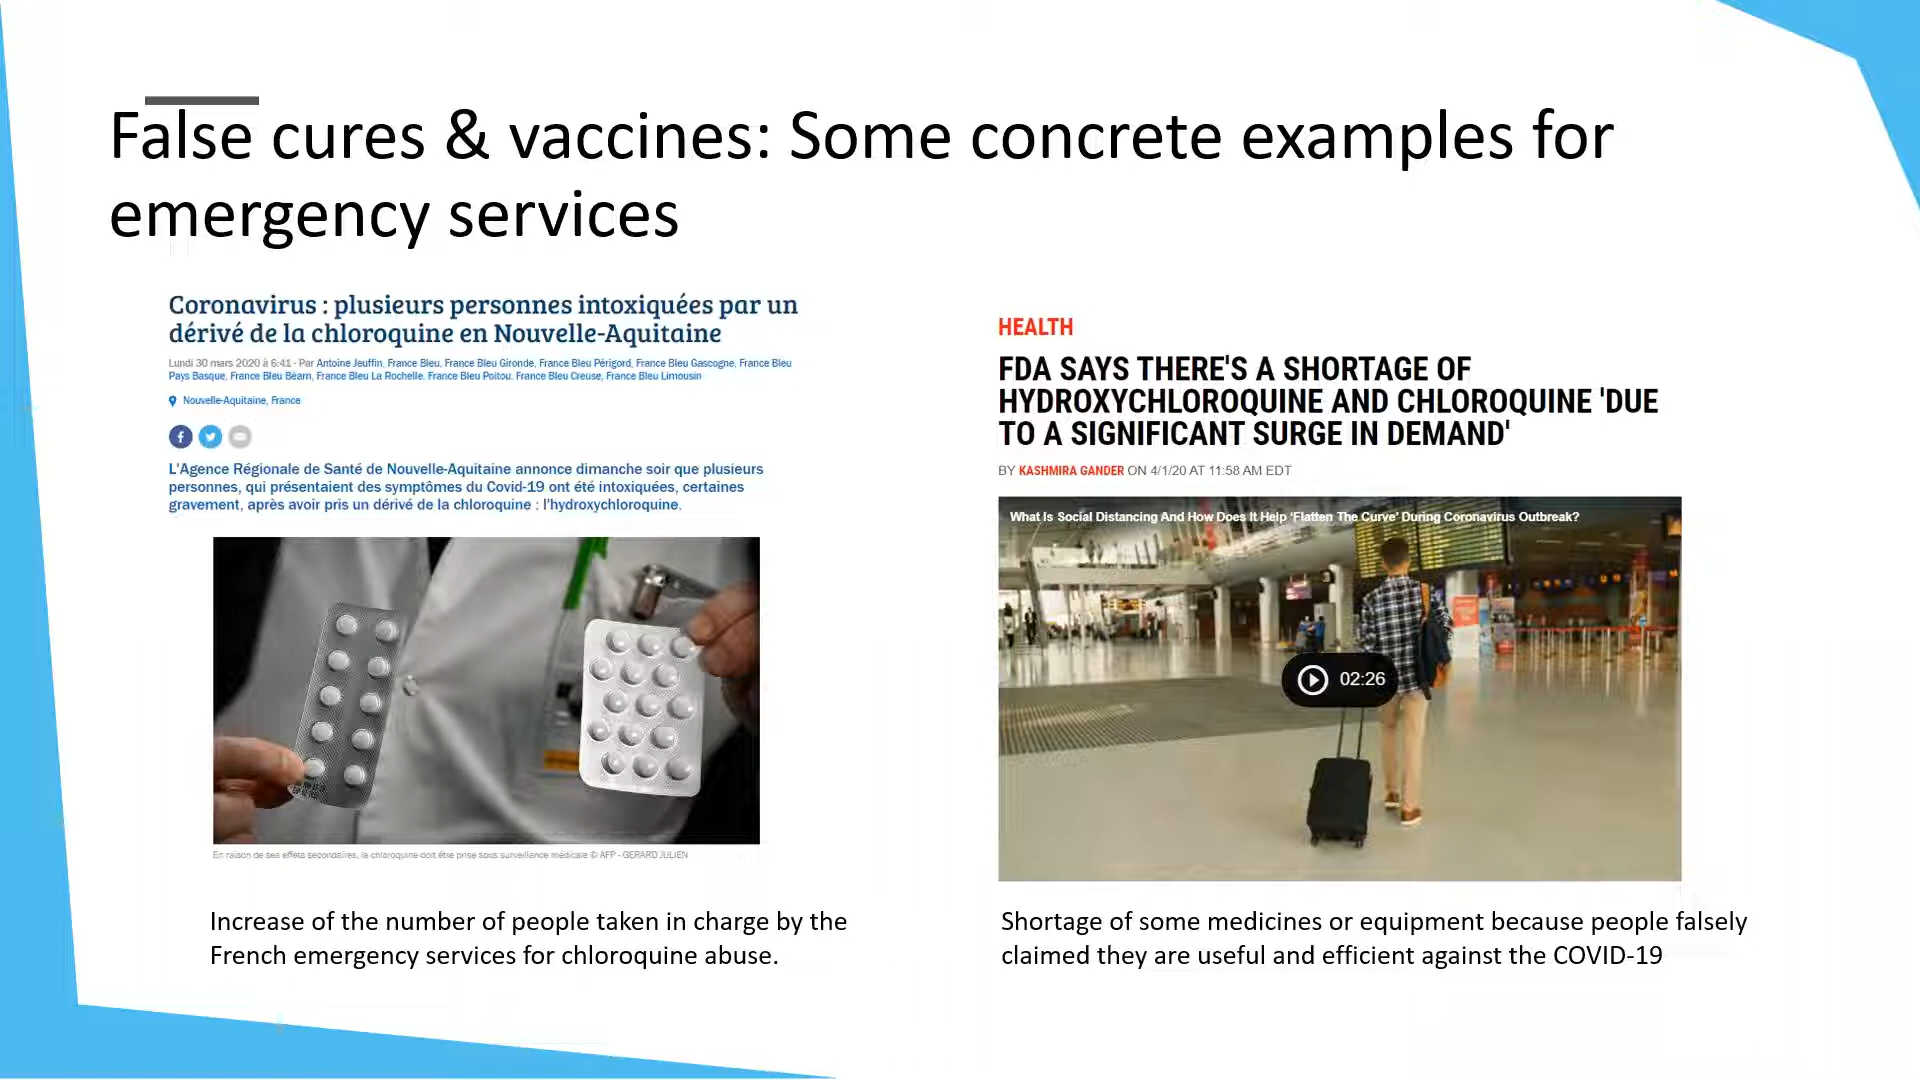 False cures & vaccines: Some concrete examples for
emergency services
Coronavirus : plusieurs personnes intoxiquées par un
dérivé de la chloroquine en Nouvelle-Aquitaine
Lundi 30 mars 2020 à 6:41 - Par Antoine Jeuffin, France Bleu, France Bleu Gironde, France Bleu Périgord, France Bleu Gascogne, France Bleu
Pays Basque, France Bleu Béarn, France Bleu La Rochelle, France Bleu Poitou, France Bleu Creuse, France Bleu Limousin
Nouvelle-Aquitaine, France
L'Agence Régionale de Santé de Nouvelle-Aquitaine annonce dimanche soir que plusieurs
personnes, qui présentaient des symptômes du Covid-19 ont été intoxiquées, certaines
gravement, après avoir pris un dérivé de la chloroquine : l'hydroxychloroquine.
En raison de ses effets secondaires, la chloroquine doit être prise sous surveillance médicale © AFP - GERARD JULIEN
Increase of the number of people taken in charge by the
French emergency services for chloroquine abuse.
HEALTH
FDA SAYS THERE'S A SHORTAGE OF
HYDROXYCHLOROQUINE AND CHLOROQUINE 'DUE
TO A SIGNIFICANT SURGE IN DEMAND'
BY KASHMIRA GANDER ON 4/1/20 AT 11:58 AM EDT
What Is Social Distancing And How Does It Help 'Flatten The Curve' During Coronavirus Outbreak?
02:26
Shortage of some medicines or equipment because people falsely
claimed they are useful and efficient against the COVID-19